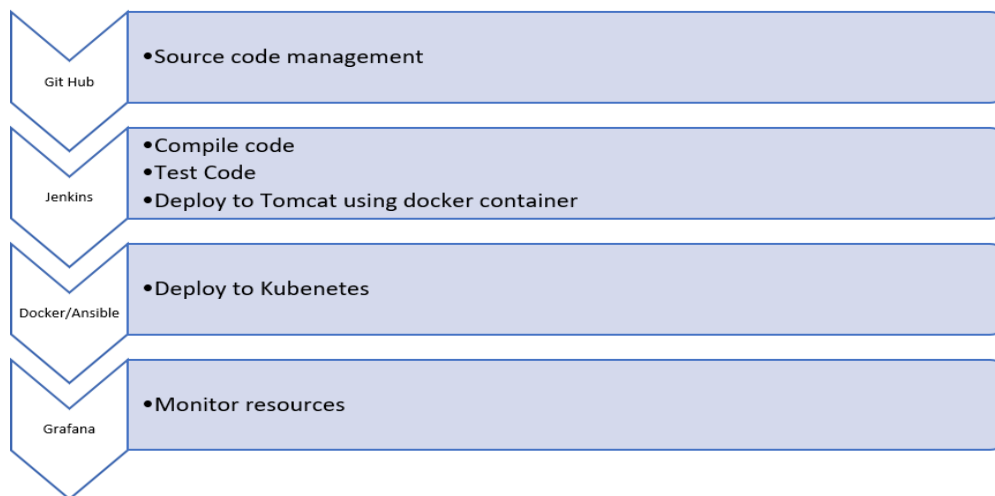 Git Hub
•Source code management
Jenkins
•Compile code
•Test Code
•Deploy to Tomcat using docker container
Docker/Ansible
•Deploy to Kubenetes
Grafana
•Monitor resources